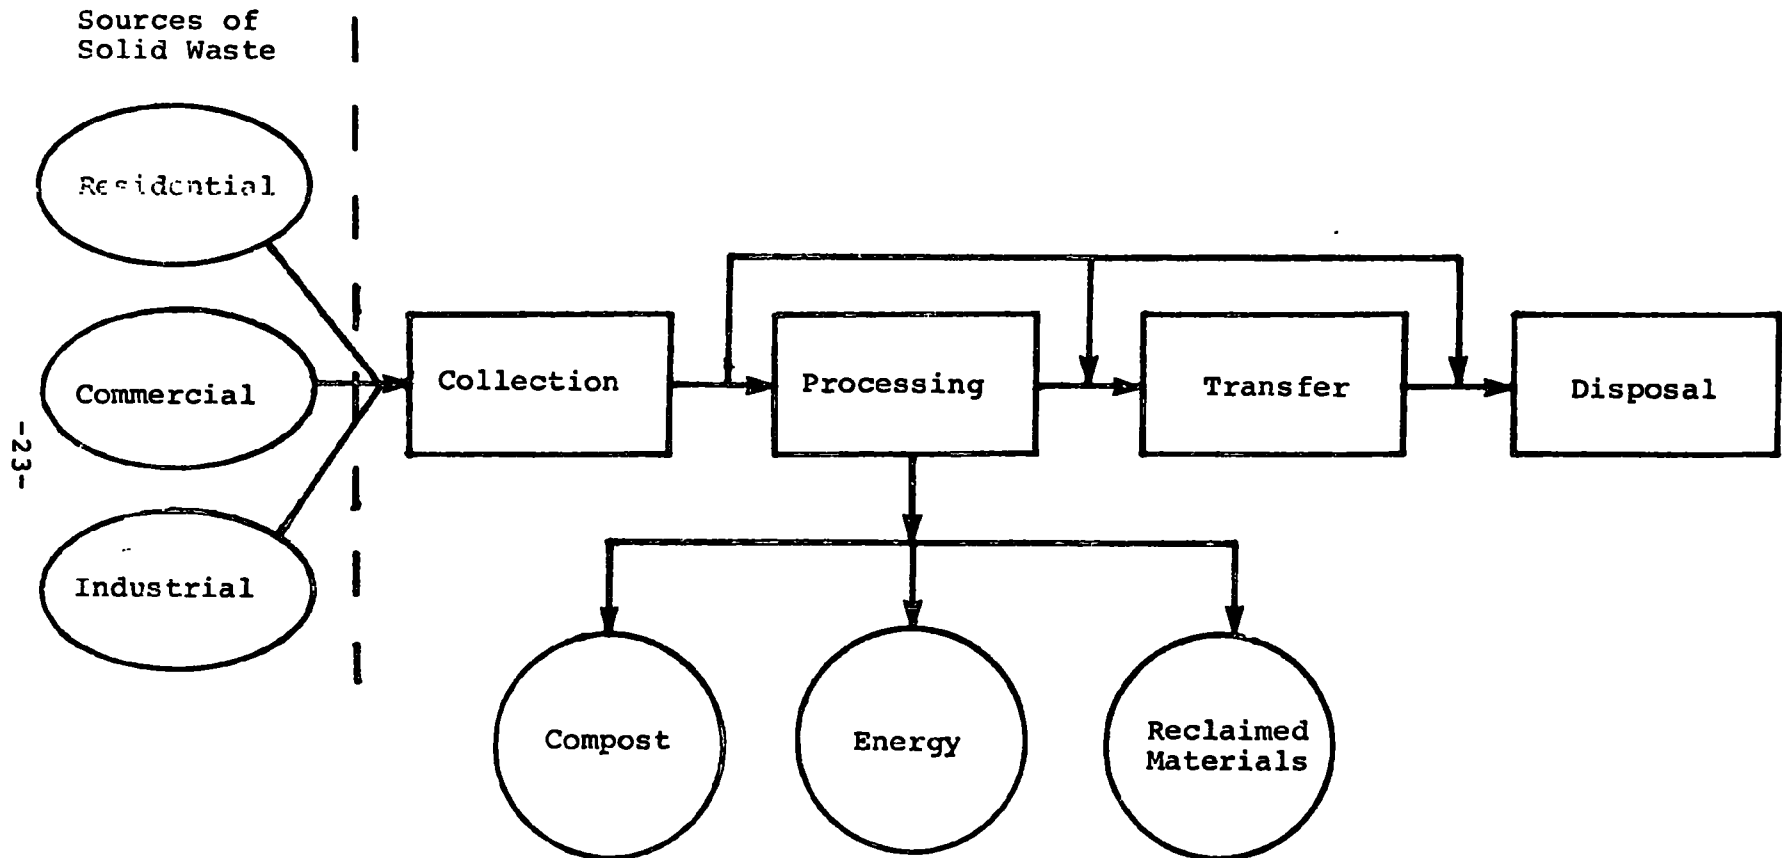 Sources of
Solid Waste
Residential
Commercial
Industrial
Collection
Processing
Transfer
Disposal
Compost
Energy
Reclaimed
Materials
-23-